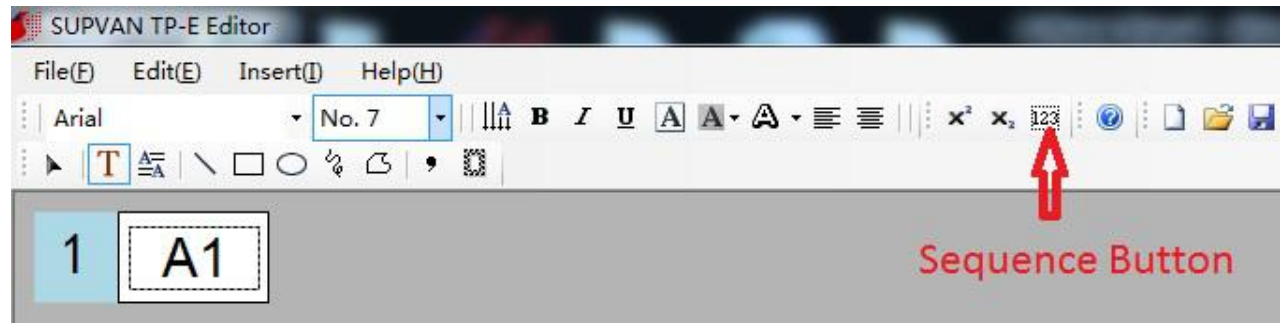 SUPVAN TP-E Editor
File(F) Edit(E) Insert(I) Help(H)
Arial No. 7 A B I U A A A x² x₂ 123 ?
T A A
1 A1
Sequence Button